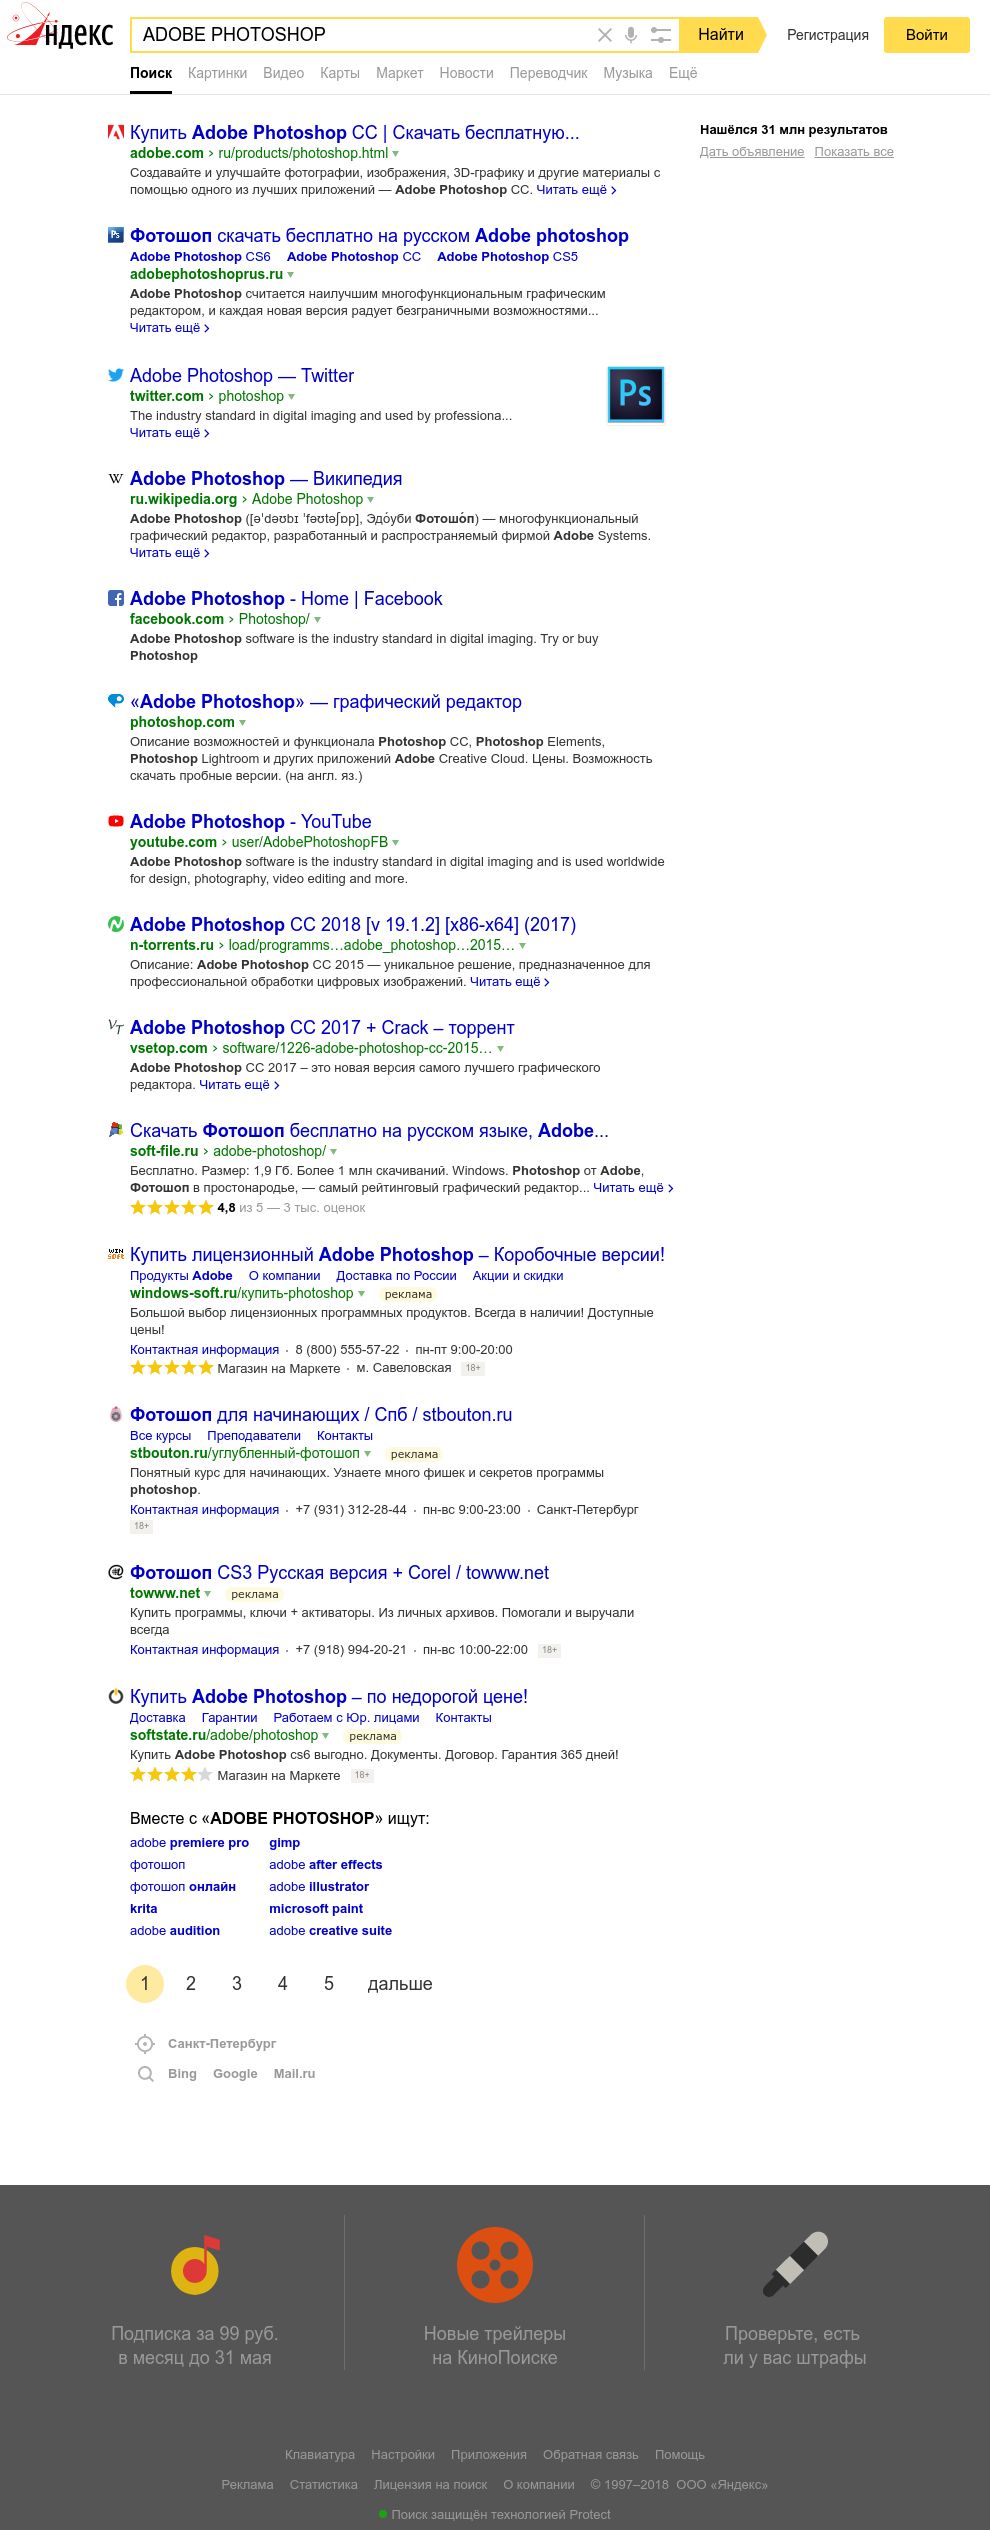 Яндекс
ADOBE PHOTOSHOP
Найти
Регистрация
Войти
Поиск Картинки Видео Карты Маркет Новости Переводчик Музыка Ещё
Купить Adobe Photoshop CC | Скачать бесплатную...
adobe.com › ru/products/photoshop.html
Создавайте и улучшайте фотографии, изображения, 3D-графику и другие материалы с
помощью одного из лучших приложений — Adobe Photoshop CC. Читать ещё ›
Нашёлся 31 млн результатов
Дать объявление Показать все
Ps
Фотошоп скачать бесплатно на русском Adobe photoshop
Adobe Photoshop CS6 Adobe Photoshop CC Adobe Photoshop CS5
adobephotoshoprus.ru
Adobe Photoshop считается наилучшим многофункциональным графическим
редактором, и каждая новая версия радует безграничными возможностями...
Читать ещё ›
Adobe Photoshop — Twitter
twitter.com › photoshop
The industry standard in digital imaging and used by professiona...
Читать ещё ›
Ps
W
Adobe Photoshop — Википедия
ru.wikipedia.org › Adobe Photoshop
Adobe Photoshop ([ə'dəʊbɪ 'fəʊtəʃɒp], Эдо́уби Фотошо́п) — многофункциональный
графический редактор, разработанный и распространяемый фирмой Adobe Systems.
Читать ещё ›
Adobe Photoshop - Home | Facebook
facebook.com › Photoshop/
Adobe Photoshop software is the industry standard in digital imaging. Try or buy
Photoshop
«Adobe Photoshop» — графический редактор
photoshop.com
Описание возможностей и функционала Photoshop CC, Photoshop Elements,
Photoshop Lightroom и других приложений Adobe Creative Cloud. Цены. Возможность
скачать пробные версии. (на англ. яз.)
Adobe Photoshop - YouTube
youtube.com › user/AdobePhotoshopFB
Adobe Photoshop software is the industry standard in digital imaging and is used worldwide
for design, photography, video editing and more.
Adobe Photoshop CC 2018 [v 19.1.2] [x86-x64] (2017)
n-torrents.ru › load/programms…adobe_photoshop…2015…
Описание: Adobe Photoshop CC 2015 — уникальное решение, предназначенное для
профессиональной обработки цифровых изображений. Читать ещё ›
VT
Adobe Photoshop CC 2017 + Crack – торрент
vsetop.com › software/1226-adobe-photoshop-cc-2015…
Adobe Photoshop CC 2017 – это новая версия самого лучшего графического
редактора. Читать ещё ›
Скачать Фотошоп бесплатно на русском языке, Adobe...
soft-file.ru › adobe-photoshop/
Бесплатно. Размер: 1,9 Гб. Более 1 млн скачиваний. Windows. Photoshop от Adobe,
Фотошоп в простонародье, — самый рейтинговый графический редактор... Читать ещё ›
4,8 из 5 — 3 тыс. оценок
WIN
SOFT
Купить лицензионный Adobe Photoshop – Коробочные версии!
Продукты Adobe О компании Доставка по России Акции и скидки
windows-soft.ru/купить-photoshop реклама
Большой выбор лицензионных программных продуктов. Всегда в наличии! Доступные
цены!
Контактная информация · 8 (800) 555-57-22 · пн-пт 9:00-20:00
Магазин на Маркете · м. Савеловская 18+
Фотошоп для начинающих / Спб / stbouton.ru
Все курсы Преподаватели Контакты
stbouton.ru/углубленный-фотошоп реклама
Понятный курс для начинающих. Узнаете много фишек и секретов программы
photoshop.
Контактная информация · +7 (931) 312-28-44 · пн-вс 9:00-23:00 · Санкт-Петербург
18+
Фотошоп CS3 Русская версия + Corel / towww.net
towww.net реклама
Купить программы, ключи + активаторы. Из личных архивов. Помогали и выручали
всегда
Контактная информация · +7 (918) 994-20-21 · пн-вс 10:00-22:00 18+
Купить Adobe Photoshop – по недорогой цене!
Доставка Гарантии Работаем с Юр. лицами Контакты
softstate.ru/adobe/photoshop реклама
Купить Adobe Photoshop cs6 выгодно. Документы. Договор. Гарантия 365 дней!
Магазин на Маркете 18+
Вместе с «ADOBE PHOTOSHOP» ищут:
adobe premiere pro gimp
фотошоп adobe after effects
фотошоп онлайн adobe illustrator
krita microsoft paint
adobe audition adobe creative suite
1 2 3 4 5 дальше
Санкт-Петербург
Bing Google Mail.ru
Подписка за 99 руб.
в месяц до 31 мая
Новые трейлеры
на КиноПоиске
Проверьте, есть
ли у вас штрафы
Клавиатура Настройки Приложения Обратная связь Помощь
Реклама Статистика Лицензия на поиск О компании © 1997–2018 ООО «Яндекс»
Поиск защищён технологией Protect